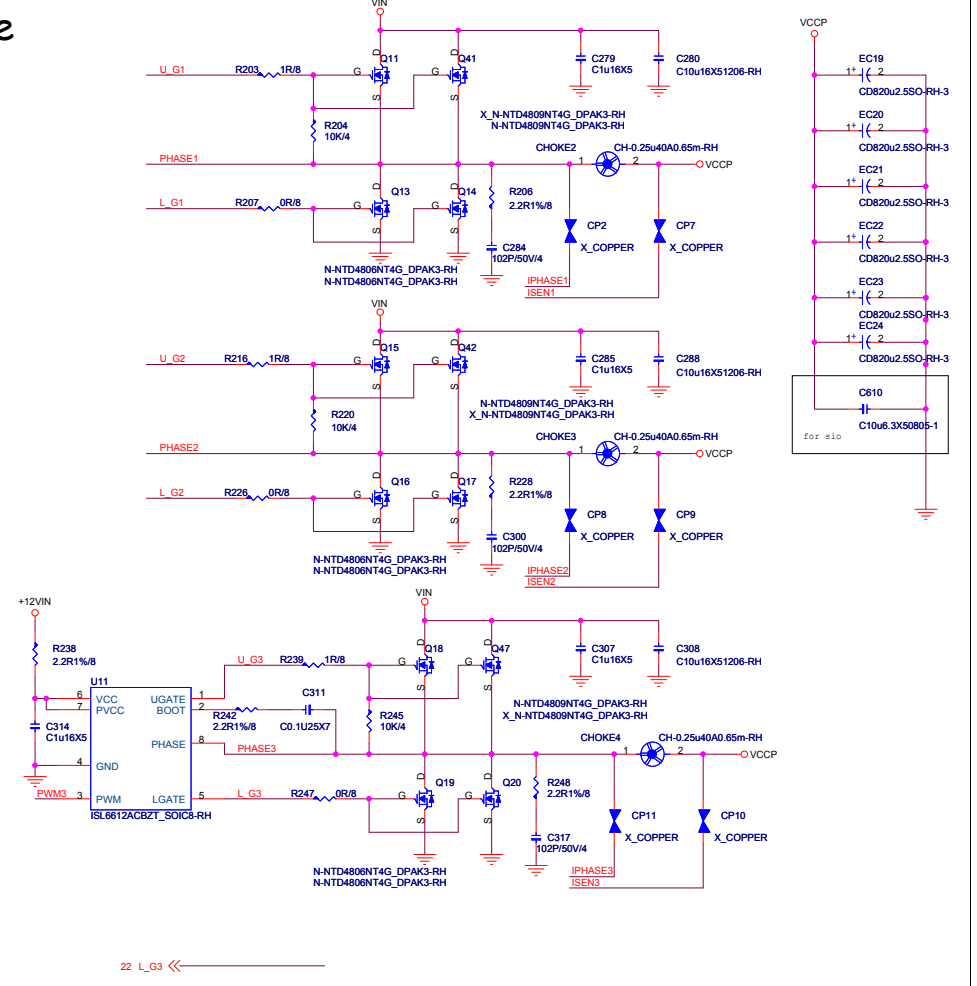 e
VIN
VCCP
U_G1
R203
1R/8
G
D
Q11
S
G
D
Q41
S
C279
C1u16X5
C280
C10u16X51206-RH
R204
10K/4
X_N-NTD4809NT4G_DPAK3-RH
N-NTD4809NT4G_DPAK3-RH
PHASE1
CHOKE2
CH-0.25u40A0.65m-RH
1
2
VCCP
L_G1
R207
0R/8
G
D
Q13
S
G
D
Q14
S
R206
2.2R1%/8
C284
102P/50V/4
CP2
X_COPPER
CP7
X_COPPER
N-NTD4806NT4G_DPAK3-RH
N-NTD4806NT4G_DPAK3-RH
IPHASE1
ISEN1
EC19
1
+
2
CD820u2.5SO-RH-3
EC20
1
+
2
CD820u2.5SO-RH-3
EC21
1
+
2
CD820u2.5SO-RH-3
EC22
1
+
2
CD820u2.5SO-RH-3
EC23
1
+
2
CD820u2.5SO-RH-3
EC24
1
+
2
CD820u2.5SO-RH-3
C610
C10u6.3X50805-1
for sio
VIN
U_G2
R216
1R/8
G
D
Q15
S
G
D
Q42
S
C285
C1u16X5
C288
C10u16X51206-RH
R220
10K/4
N-NTD4809NT4G_DPAK3-RH
X_N-NTD4809NT4G_DPAK3-RH
PHASE2
CHOKE3
CH-0.25u40A0.65m-RH
1
2
VCCP
L_G2
R226
0R/8
G
D
Q16
S
G
D
Q17
S
R228
2.2R1%/8
C300
102P/50V/4
CP8
X_COPPER
CP9
X_COPPER
N-NTD4806NT4G_DPAK3-RH
N-NTD4806NT4G_DPAK3-RH
IPHASE2
ISEN2
+12VIN
VIN
R238
2.2R1%/8
U11
6
VCC
7
PVCC
4
GND
3
PWM
UGATE
1
BOOT
2
PHASE
8
LGATE
5
ISL6612ACBZT_SOIC8-RH
C314
C1u16X5
PWM3
U_G3
R239
1R/8
R242
2.2R1%/8
C311
C0.1U25X7
G
D
Q18
S
G
D
Q47
S
C307
C1u16X5
C308
C10u16X51206-RH
R245
10K/4
N-NTD4809NT4G_DPAK3-RH
X_N-NTD4809NT4G_DPAK3-RH
PHASE3
CHOKE4
CH-0.25u40A0.65m-RH
1
2
VCCP
L_G3
R247
0R/8
G
D
Q19
S
G
D
Q20
S
R248
2.2R1%/8
C317
102P/50V/4
CP11
X_COPPER
CP10
X_COPPER
N-NTD4806NT4G_DPAK3-RH
N-NTD4806NT4G_DPAK3-RH
IPHASE3
ISEN3
22 L_G3